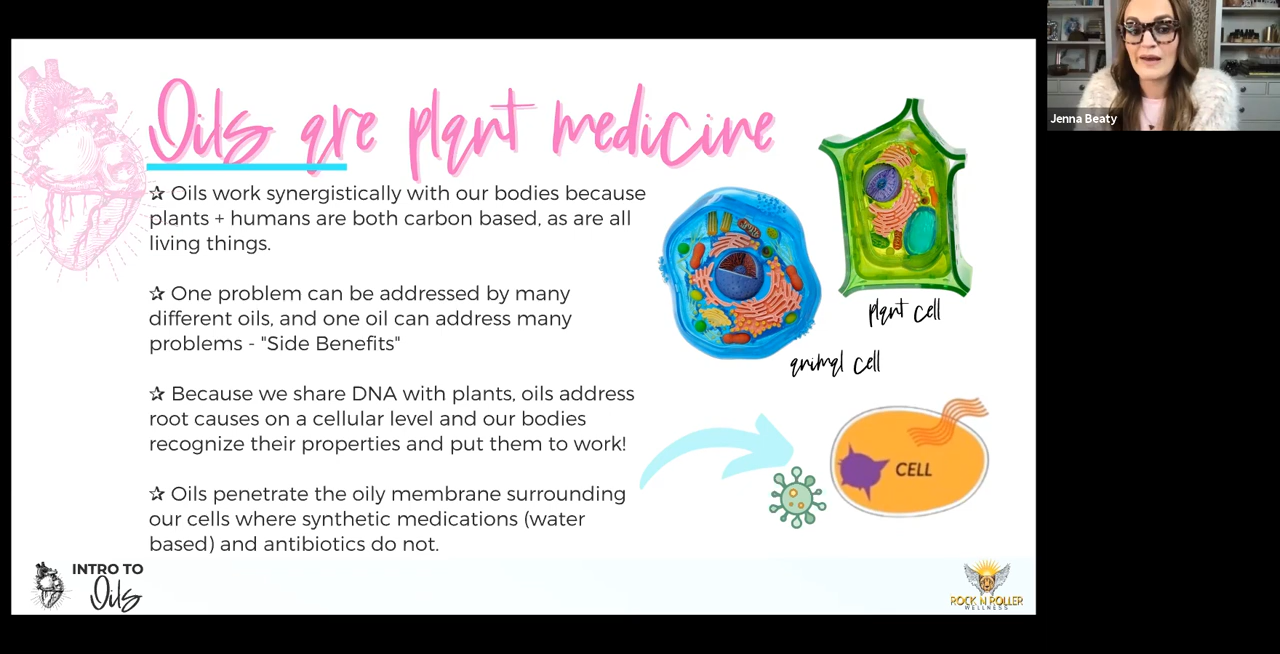 Oils are plant medicine
☆ Oils work synergistically with our bodies because
plants + humans are both carbon based, as are all
living things.
☆ One problem can be addressed by many
different oils, and one oil can address many
problems - "Side Benefits"
☆ Because we share DNA with plants, oils address
root causes on a cellular level and our bodies
recognize their properties and put them to work!
☆ Oils penetrate the oily membrane surrounding
our cells where synthetic medications (water
based) and antibiotics do not.
plant cell
animal cell
CELL
INTRO TO
Oils
ROCK N ROLLER
WELLNESS
Jenna Beaty